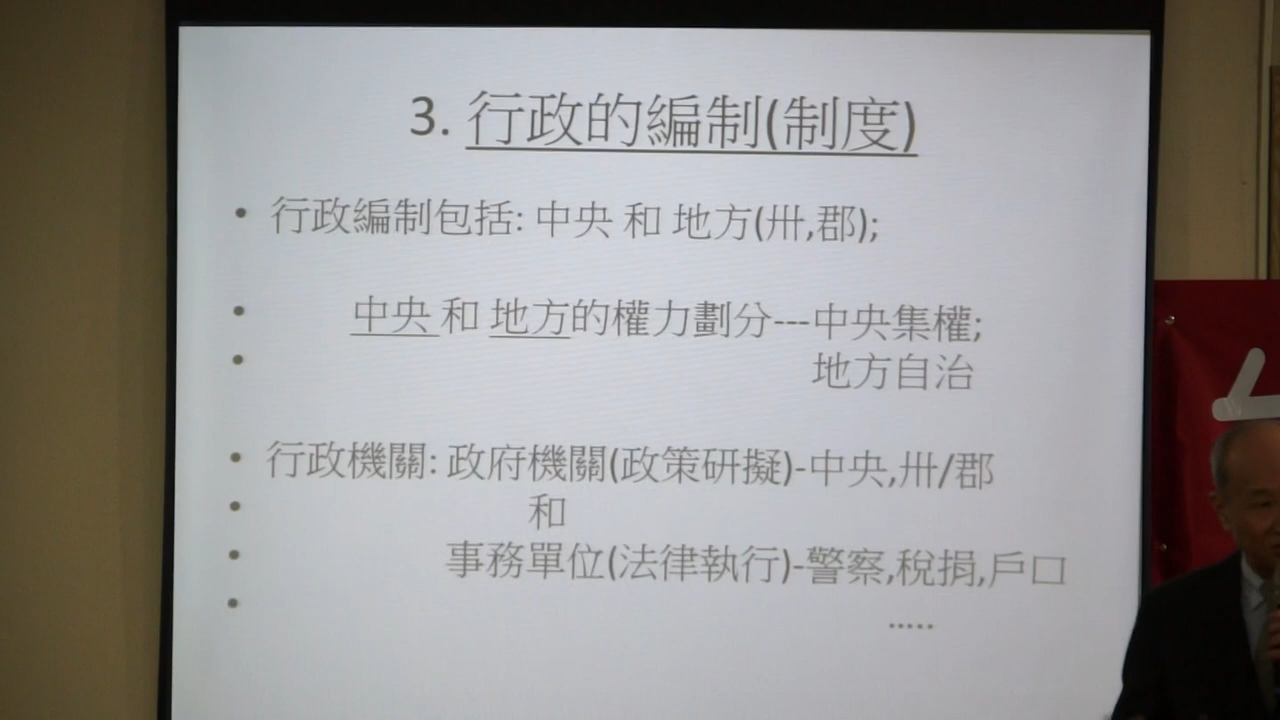 3. 行政的編制(制度)
• 行政編制包括: 中央 和 地方(卅,郡);
• 中央 和 地方的權力劃分---中央集權;
• 地方自治
• 行政機關: 政府機關(政策研擬)-中央,卅/郡
• 和
• 事務單位(法律執行)-警察,稅捐,戶口
• .....